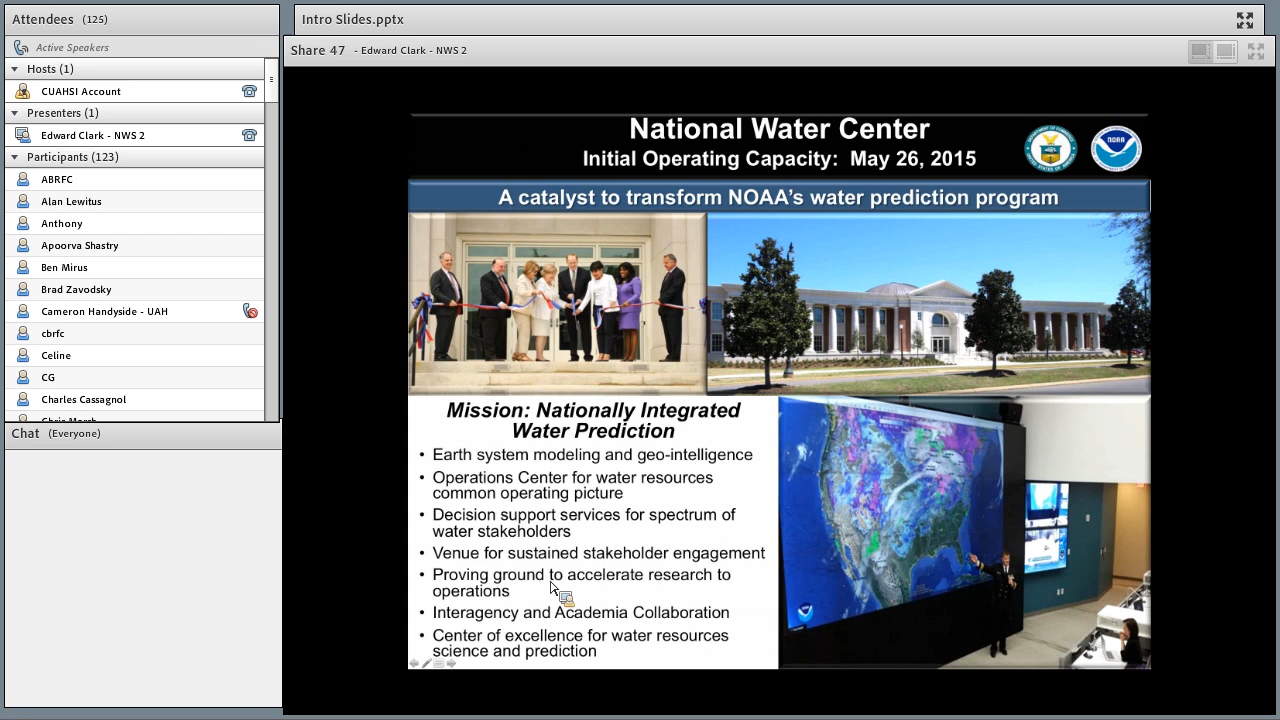 Attendees (125)
Active Speakers
Hosts (1)
CUAHSI Account
Presenters (1)
Edward Clark - NWS 2
Participants (123)
ABRFC
Alan Lewitus
Anthony
Apoorva Shastry
Ben Mirus
Brad Zavodsky
Cameron Handyside - UAH
cbrfc
Celine
CG
Charles Cassagnol
Chat (Everyone)
Intro Slides.pptx
Share 47 - Edward Clark - NWS 2
National Water Center
Initial Operating Capacity: May 26, 2015
NOAA
A catalyst to transform NOAA's water prediction program
Mission: Nationally Integrated
Water Prediction
• Earth system modeling and geo-intelligence
• Operations Center for water resources
common operating picture
• Decision support services for spectrum of
water stakeholders
• Venue for sustained stakeholder engagement
• Proving ground to accelerate research to
operations
• Interagency and Academia Collaboration
• Center of excellence for water resources
science and prediction